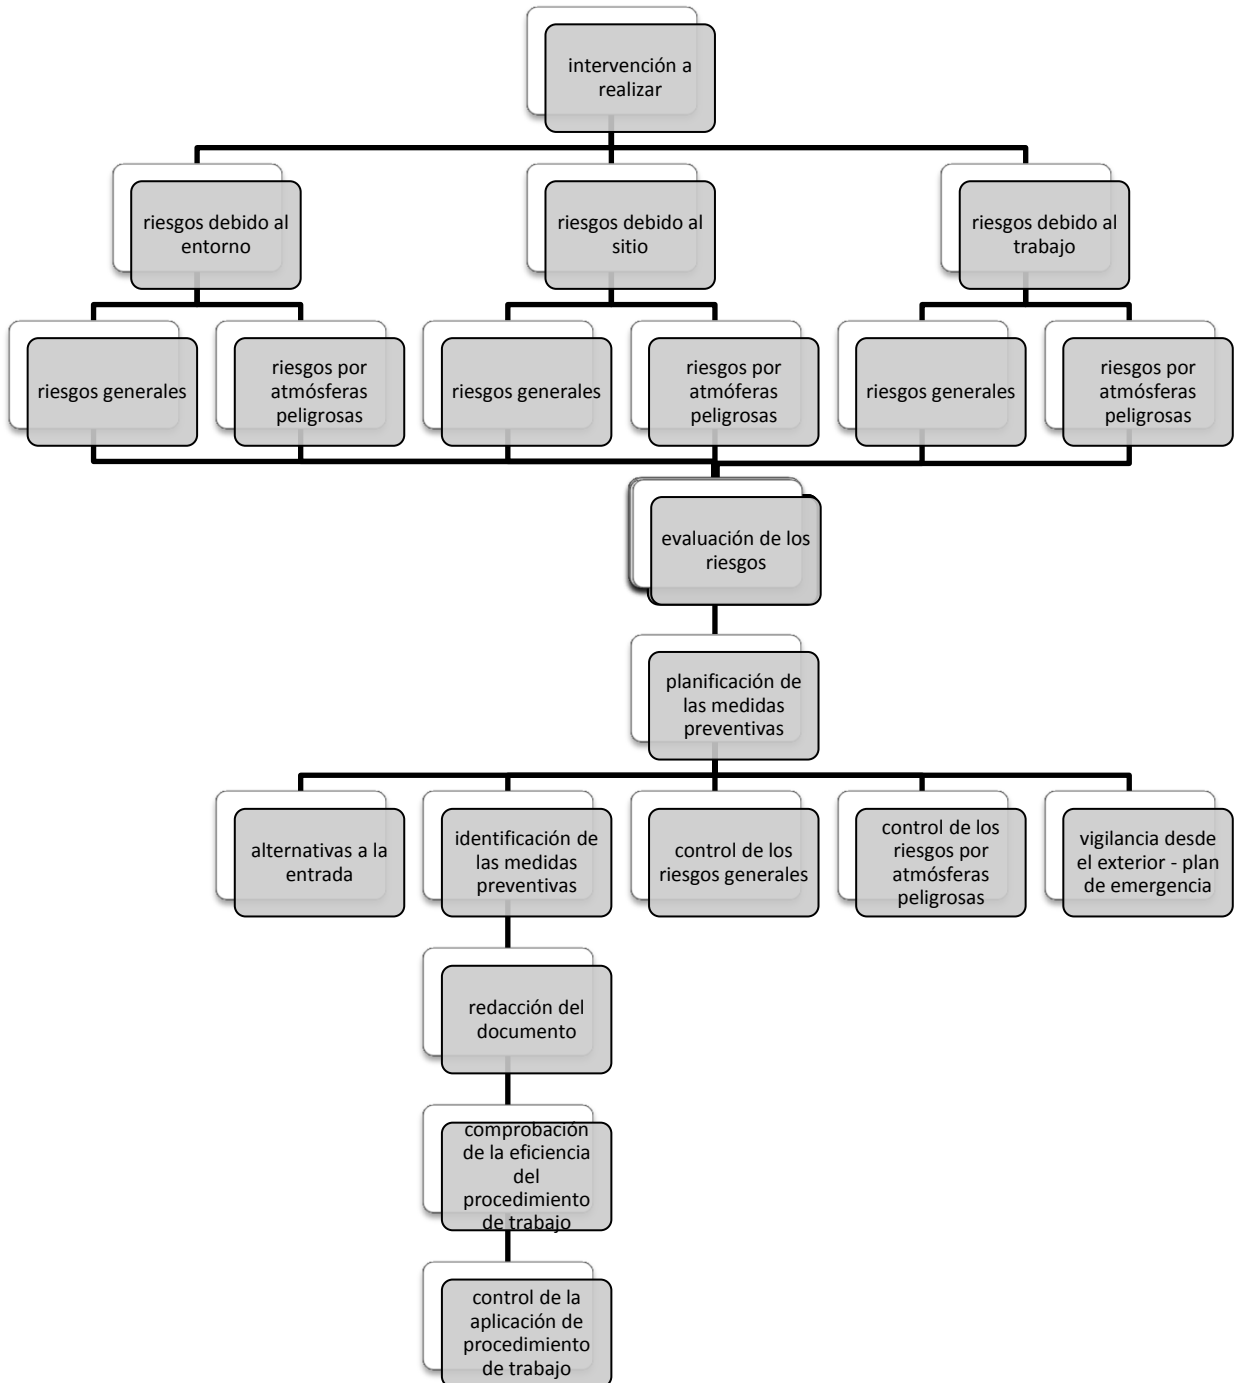 intervención a
realizar
riesgos debido al
entorno
riesgos debido al
sitio
riesgos debido al
trabajo
riesgos generales
riesgos por
atmósferas
peligrosas
riesgos generales
riesgos por
atmóferas
peligrosas
riesgos generales
riesgos por
atmósferas
peligrosas
evaluación de los
riesgos
planificación de
las medidas
preventivas
alternativas a la
entrada
identificación de
las medidas
preventivas
control de los
riesgos generales
control de los
riesgos por
atmósferas
peligrosas
vigilancia desde
el exterior - plan
de emergencia
redacción del
documento
comprobación
de la eficiencia
del
procedimiento
de trabajo
control de la
aplicación de
procedimiento
de trabajo